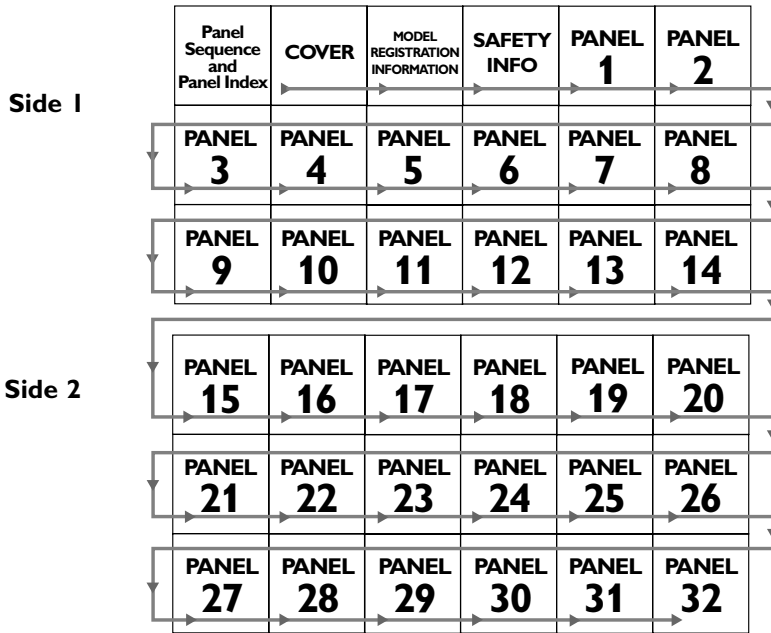 Panel
Sequence
and
Panel Index
COVER
MODEL
REGISTRATION
INFORMATION
SAFETY
INFO
PANEL
1
PANEL
2
Side 1
PANEL
3
PANEL
4
PANEL
5
PANEL
6
PANEL
7
PANEL
8
PANEL
9
PANEL
10
PANEL
11
PANEL
12
PANEL
13
PANEL
14
Side 2
PANEL
15
PANEL
16
PANEL
17
PANEL
18
PANEL
19
PANEL
20
PANEL
21
PANEL
22
PANEL
23
PANEL
24
PANEL
25
PANEL
26
PANEL
27
PANEL
28
PANEL
29
PANEL
30
PANEL
31
PANEL
32